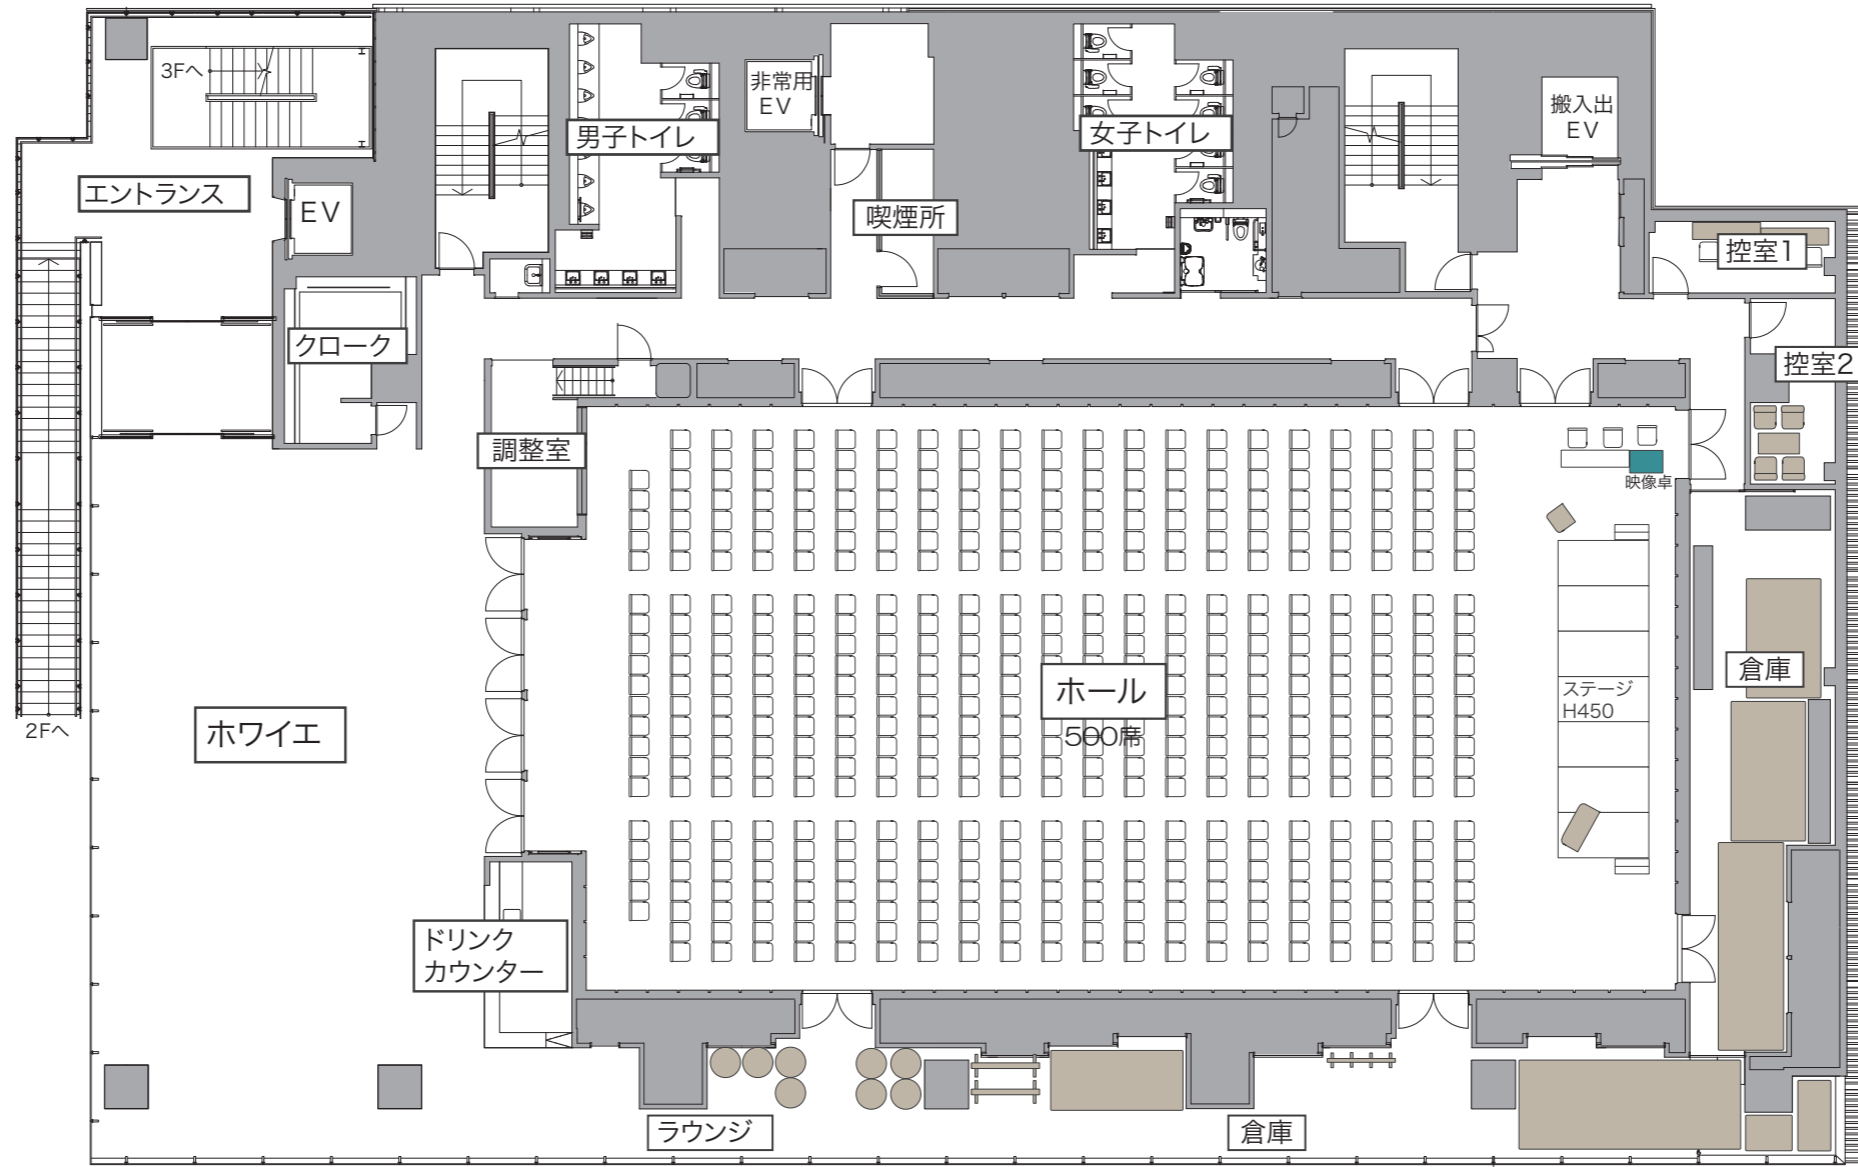 3Fへ
非常用
EV
搬入出
EV
男子トイレ
女子トイレ
エントランス
EV
喫煙所
控室1
クローク
控室2
調整室
映像卓
ホール
500席
ステージ
H450
倉庫
2Fへ
ホワイエ
ドリンク
カウンター
ラウンジ
倉庫